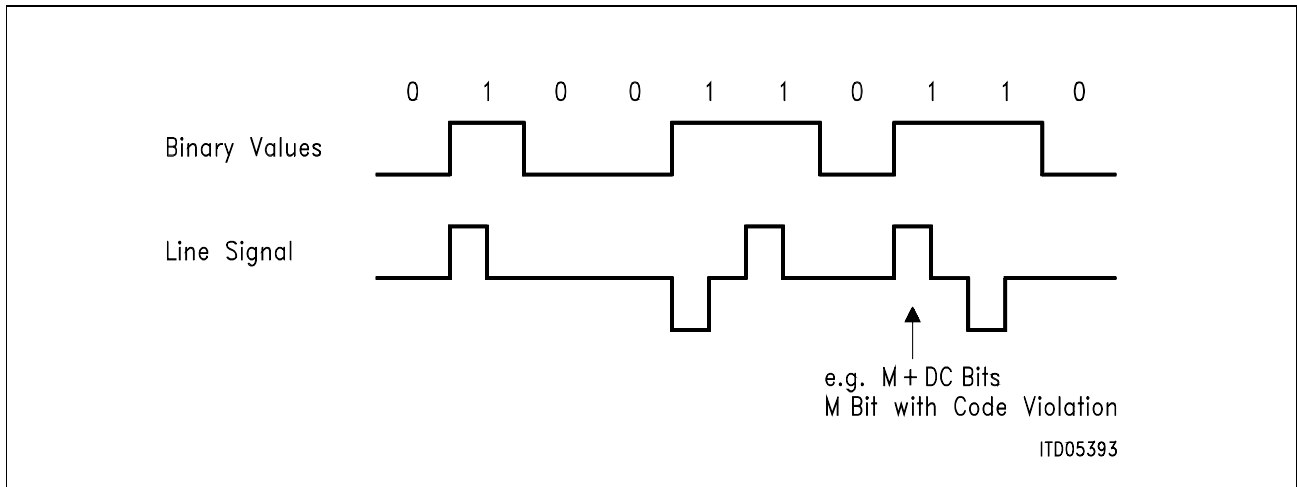 0 1 0 0 1 1 0 1 1 0
Binary Values
Line Signal
e.g. M + DC Bits
M Bit with Code Violation
ITD05393